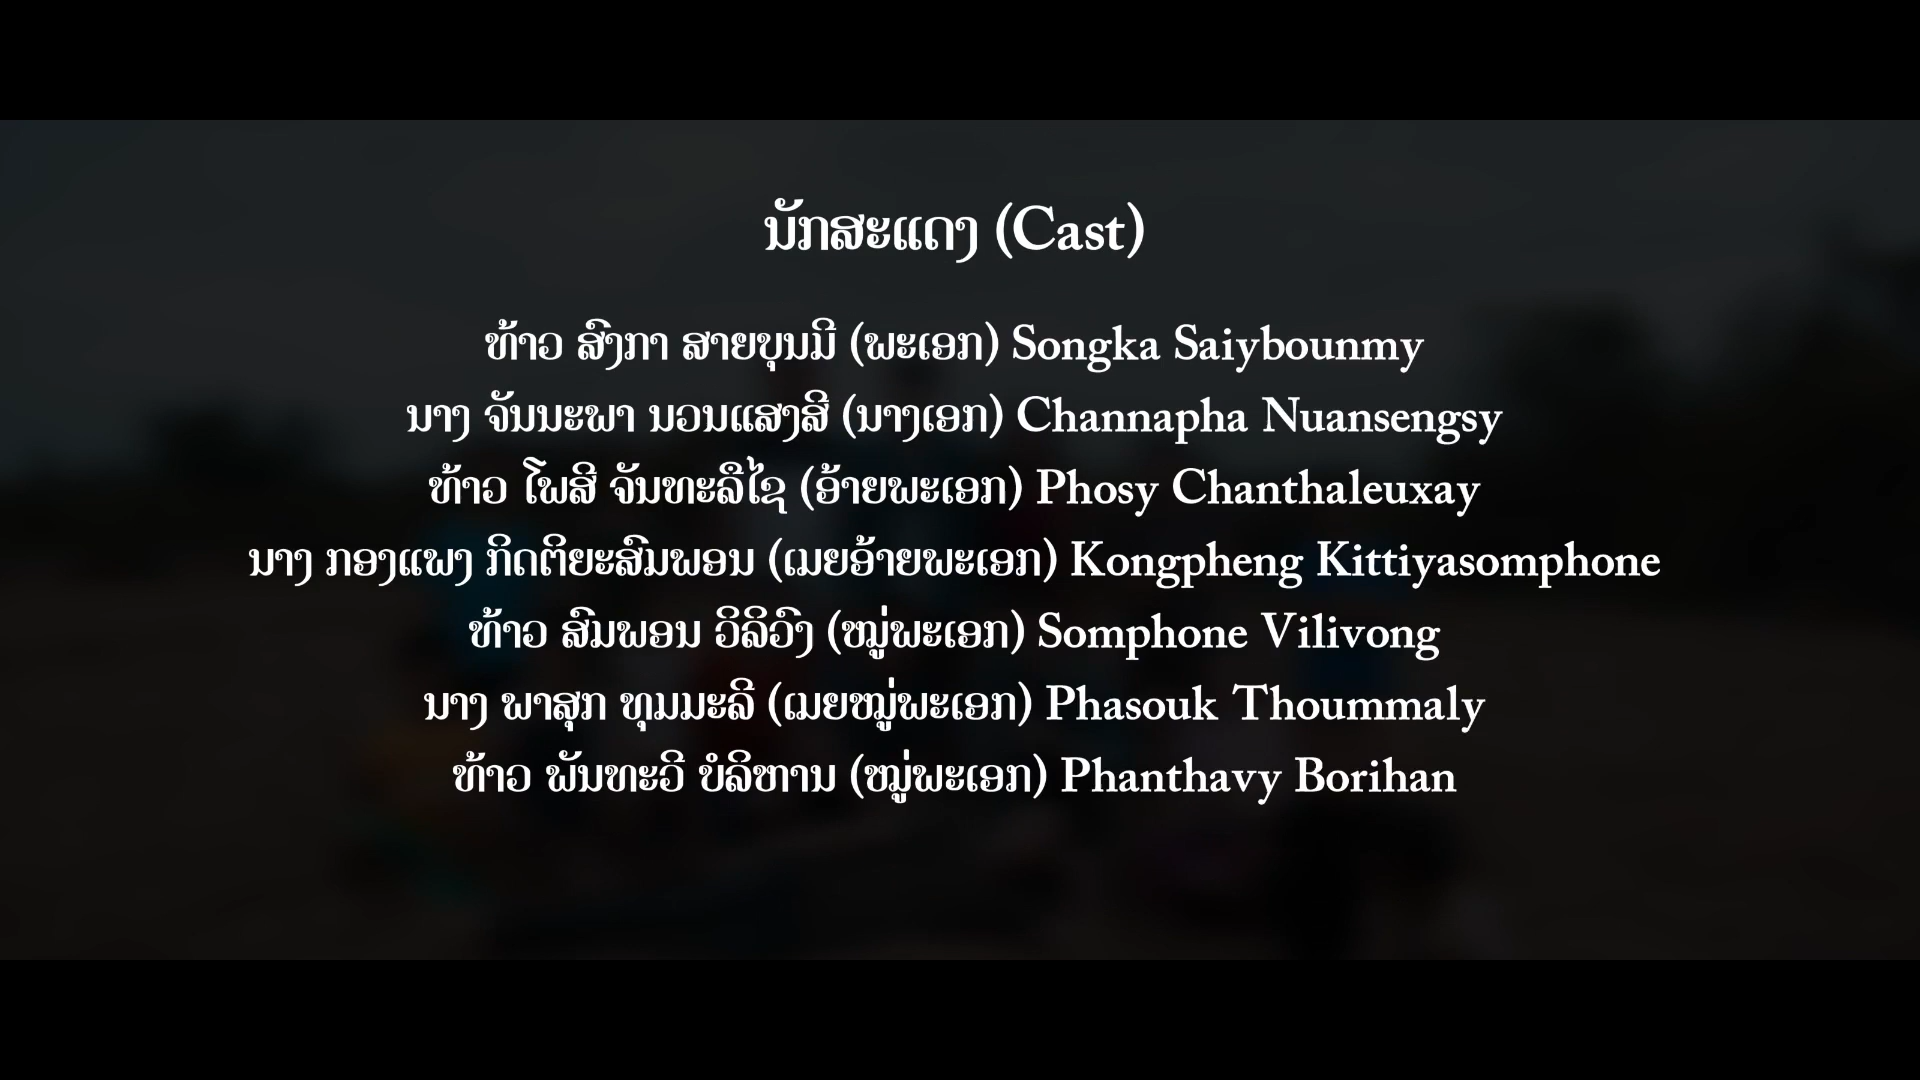 ນັກສະແດງ (Cast)
ທ້າວ ສົງກາ ສາຍບຸນມີ (ພະເອກ) Songka Saiybounmy
ນາງ ຈັນນະພາ ນວນແສງສີ (ນາງເອກ) Channapha Nuansengsy
ທ້າວ ໂພສີ ຈັນທະລືໄຊ (ອ້າຍພະເອກ) Phosy Chanthaleuxay
ນາງ ກອງແພງ ກິດຕິຍະສົມພອນ (ເມຍອ້າຍພະເອກ) Kongpheng Kittiyasomphone
ທ້າວ ສົມພອນ ວິລິວົງ (ໝູ່ພະເອກ) Somphone Vilivong
ນາງ ພາສຸກ ທຸມມະລີ (ເມຍໝູ່ພະເອກ) Phasouk Thoummaly
ທ້າວ ພັນທະວີ ບໍລິຫານ (ໝູ່ພະເອກ) Phanthavy Borihan